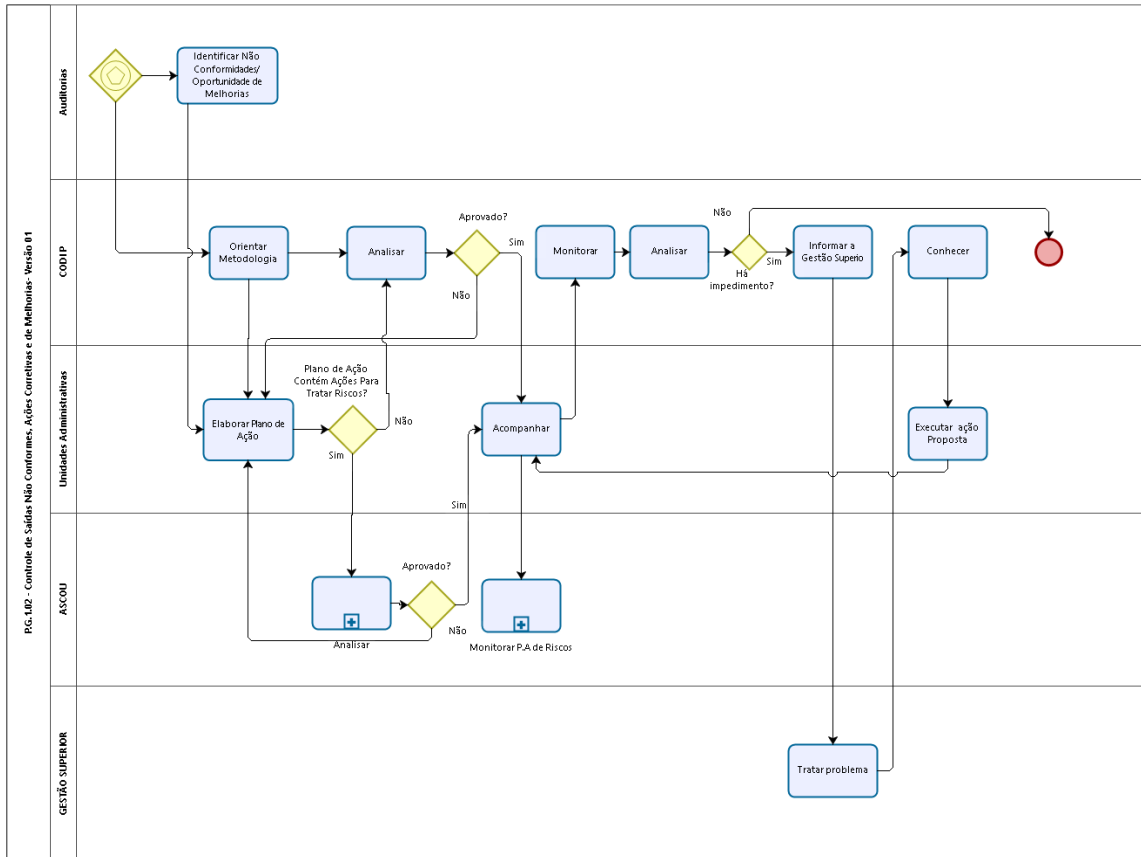 P.G.1.02 - Controle de Saídas Não Conformes, Ações Corretivas e de Melhorias- Versão 01
Auditorias
Identificar Não
Conformidades/
Oportunidade de
Melhorias
CODIP
Orientar
Metodologia
Analisar
Aprovado?
Sim
Não
Monitorar
Analisar
Não
Há
impedimento?
Sim
Informar a
Gestão Superio
Conhecer
Unidades Administrativas
Elaborar Plano de
Ação
Plano de Ação
Contém Ações Para
Tratar Riscos?
Não
Sim
Acompanhar
Sim
Executar ação
Proposta
ASCOU
Analisar
Aprovado?
Não
Monitorar P.A de Riscos
GESTÃO SUPERIOR
Tratar problema